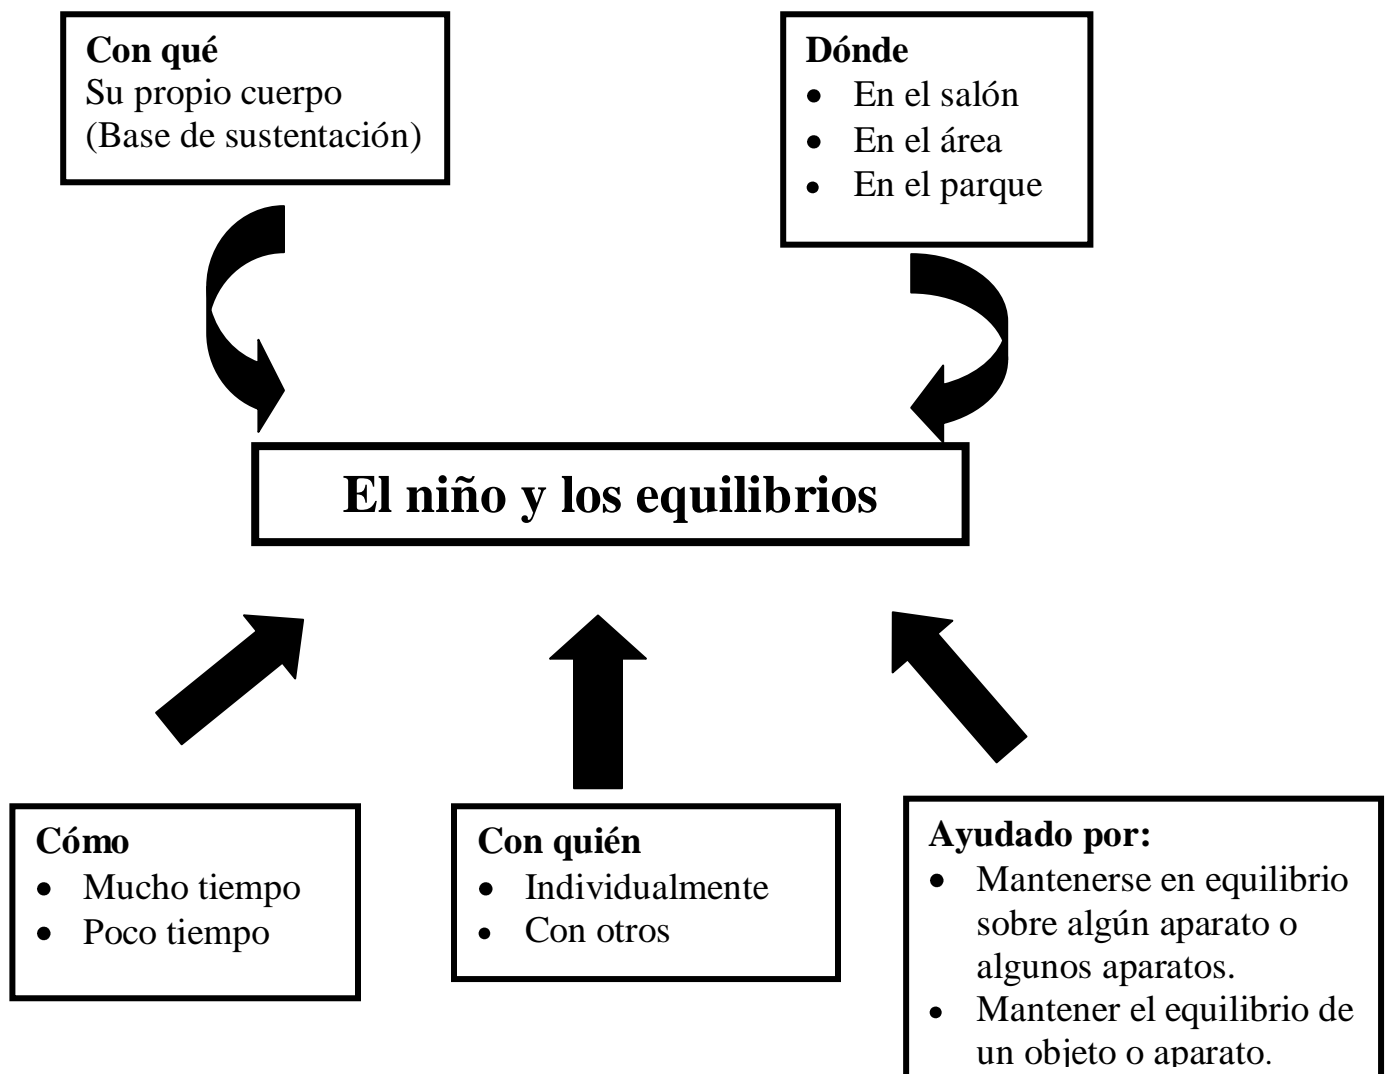 Con qué
Su propio cuerpo
(Base de sustentación)
Dónde
• En el salón
• En el área
• En el parque
El niño y los equilibrios
Cómo
• Mucho tiempo
• Poco tiempo
Con quién
• Individualmente
• Con otros
Ayudado por:
• Mantenerse en equilibrio
sobre algún aparato o
algunos aparatos.
• Mantener el equilibrio de
un objeto o aparato.